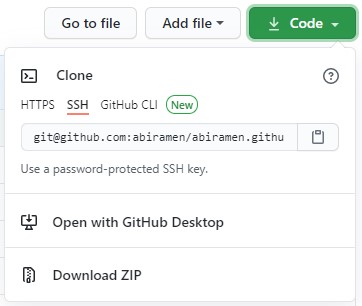 Go to file Add file Code
Clone
HTTPS SSH GitHub CLI New
git@github.com:abiramen/abiramen.githu
Use a password-protected SSH key.
Open with GitHub Desktop
Download ZIP